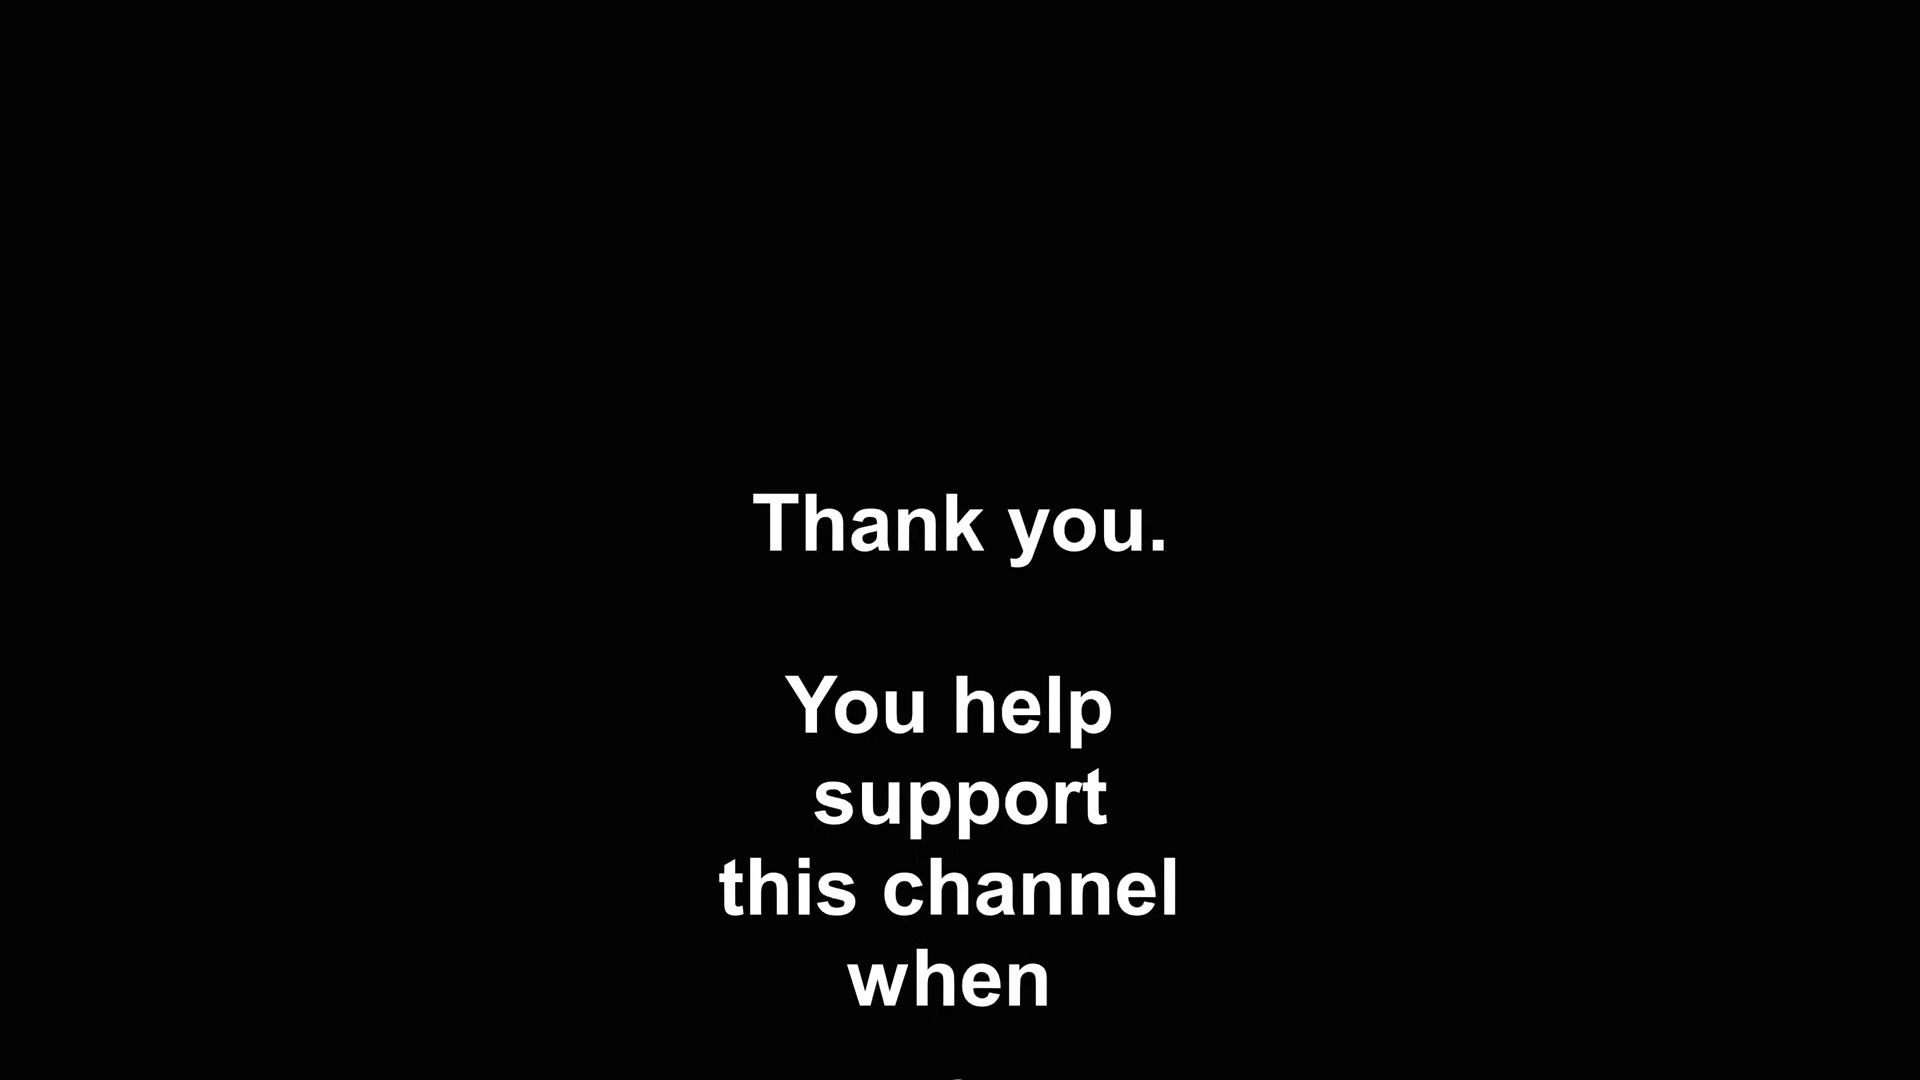 Thank you.
You help
support
this channel
when